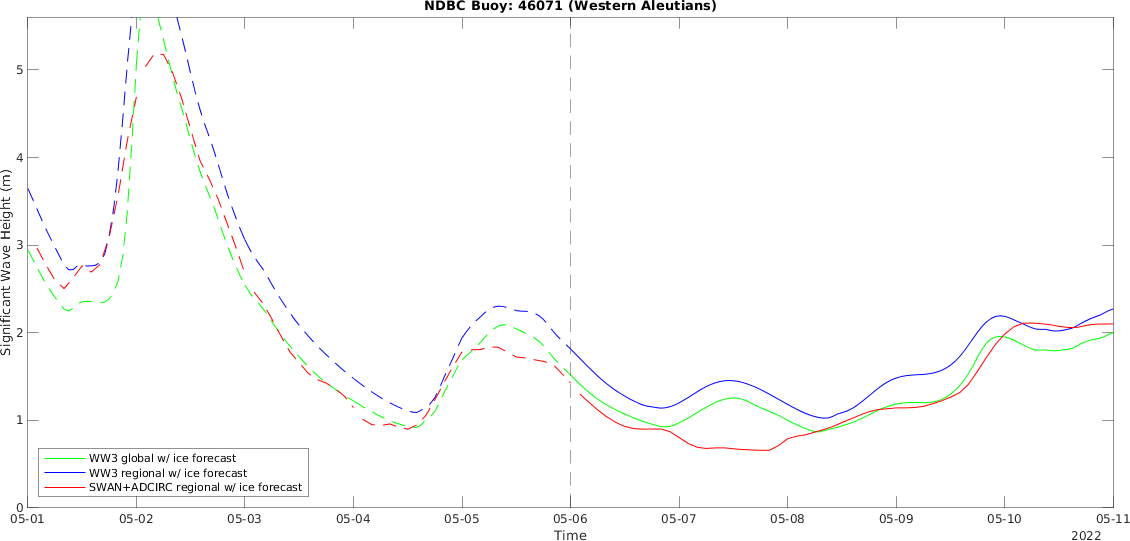 NDBC Buoy: 46071 (Western Aleutians)
Significant Wave Height (m)
5
4
3
2
1
0
WW3 global w/ ice forecast
WW3 regional w/ ice forecast
SWAN+ADCIRC regional w/ ice forecast
05-01 05-02 05-03 05-04 05-05 05-06 05-07 05-08 05-09 05-10 05-11
Time
2022